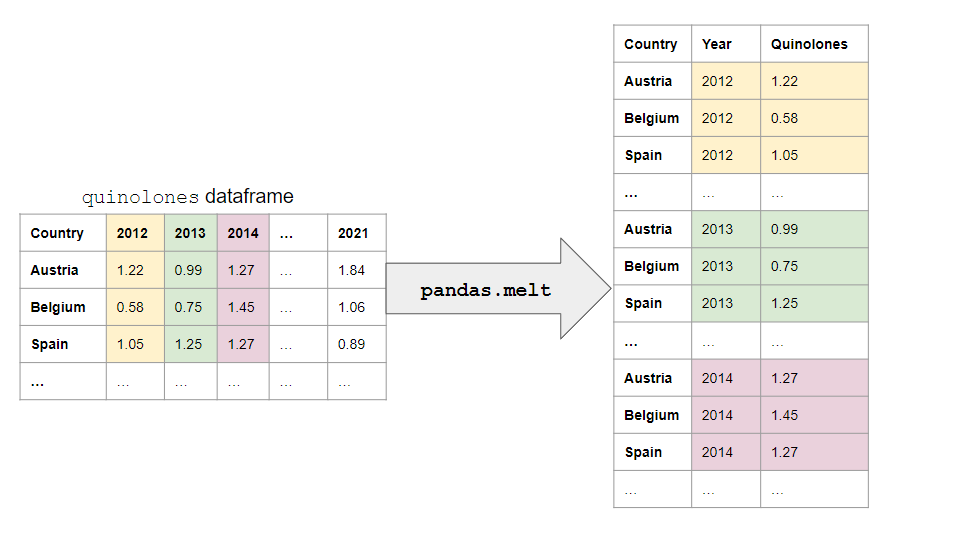 quinolones dataframe
Country 2012 2013 2014 … 2021
Austria 1.22 0.99 1.27 … 1.84
Belgium 0.58 0.75 1.45 … 1.06
Spain 1.05 1.25 1.27 … 0.89
… … … … … …
pandas.melt
Country Year Quinolones
Austria 2012 1.22
Belgium 2012 0.58
Spain 2012 1.05
… … …
Austria 2013 0.99
Belgium 2013 0.75
Spain 2013 1.25
… … …
Austria 2014 1.27
Belgium 2014 1.45
Spain 2014 1.27
… … …